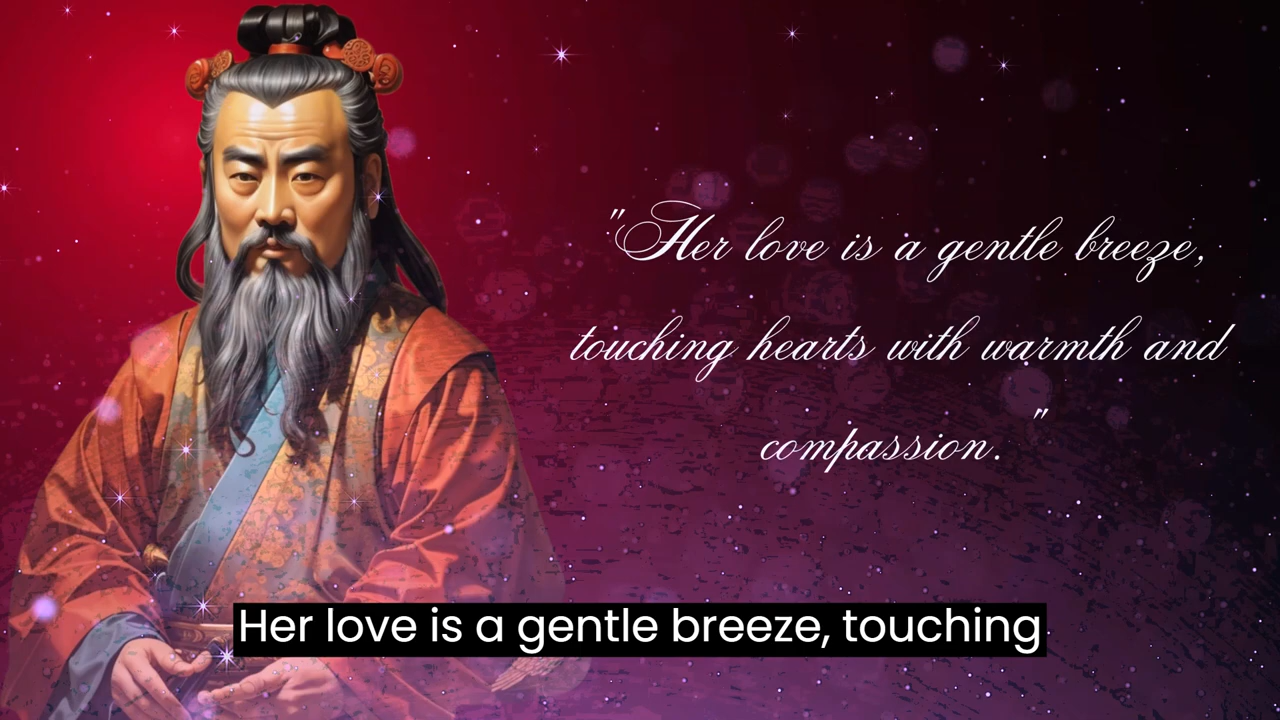 "Her love is a gentle breeze,
touching hearts with warmth and
compassion."
Her love is a gentle breeze, touching